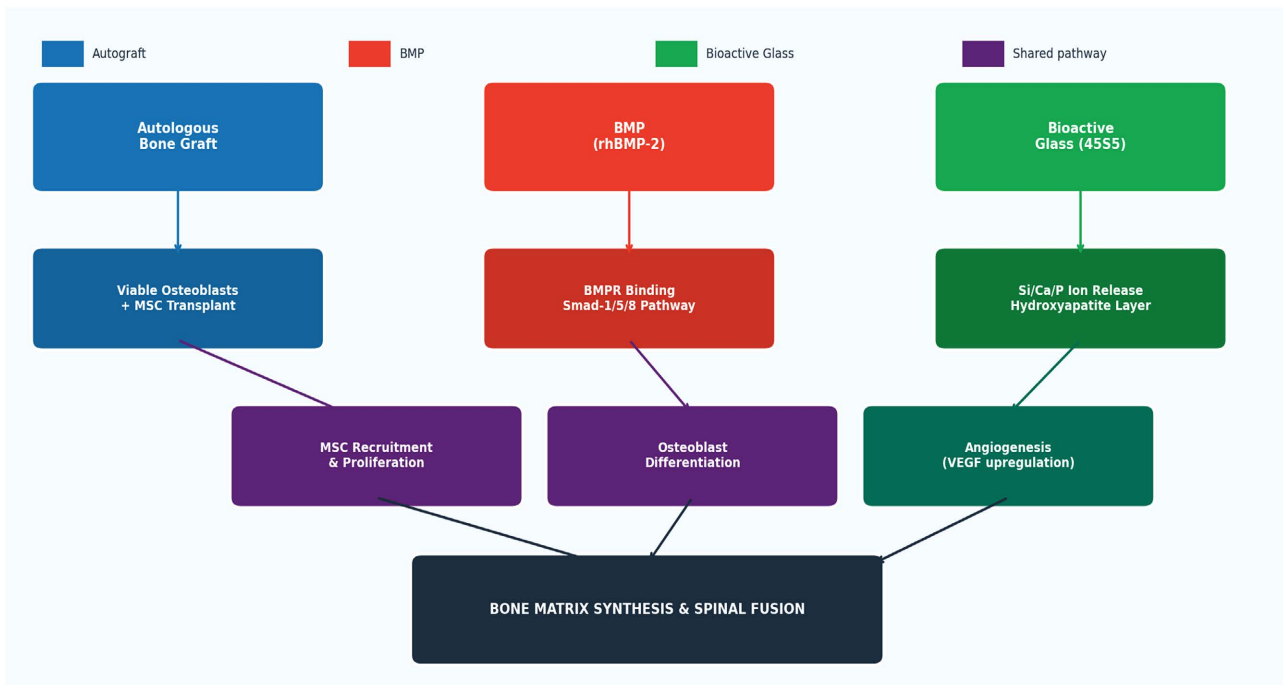 Autograft
BMP
Bioactive Glass
Shared pathway
Autologous
Bone Graft
BMP
(rhBMP-2)
Bioactive
Glass (45S5)
Viable Osteoblasts
+ MSC Transplant
BMPR Binding
Smad-1/5/8 Pathway
Si/Ca/P Ion Release
Hydroxyapatite Layer
MSC Recruitment
& Proliferation
Osteoblast
Differentiation
Angiogenesis
(VEGF upregulation)
BONE MATRIX SYNTHESIS & SPINAL FUSION